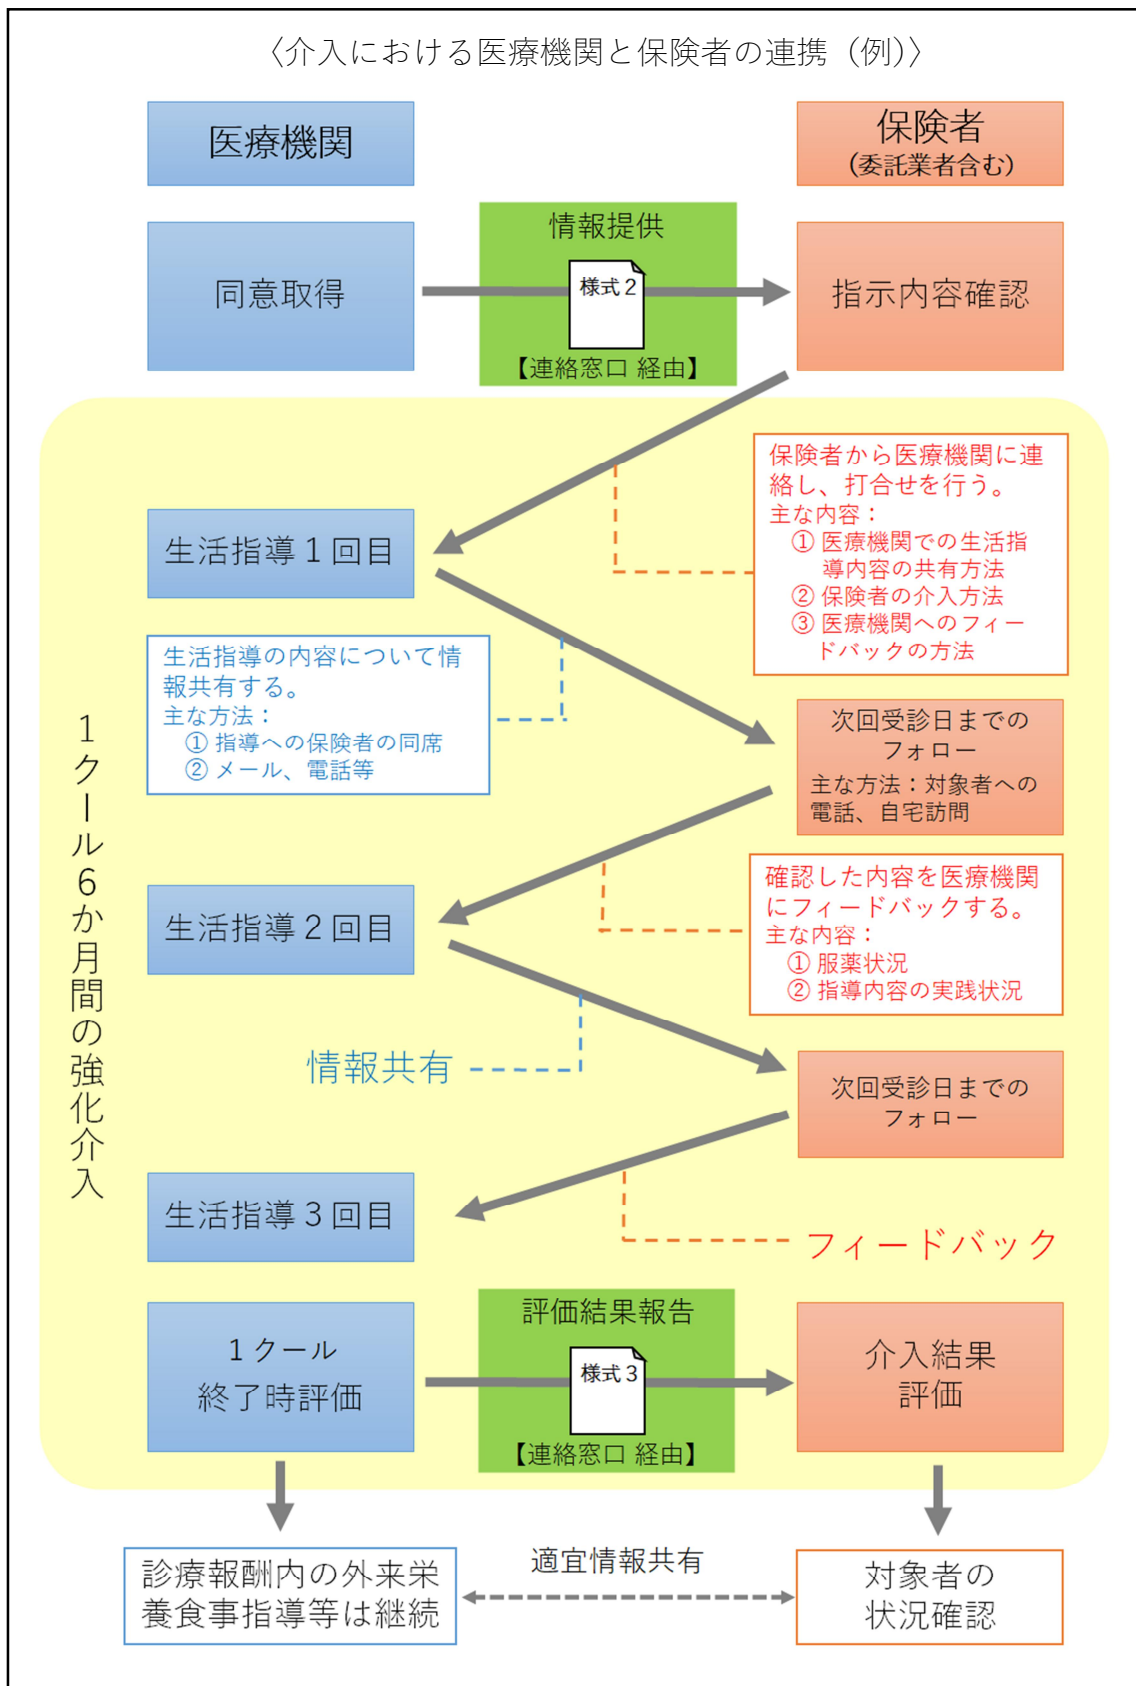 〈介入における医療機関と保険者の連携（例）〉
医療機関
保険者
（委託業者含む）
同意取得
情報提供
様式２
【連絡窓口 経由】
指示内容確認
保険者から医療機関に連
絡し、打合せを行う。
主な内容：
① 医療機関での生活指
導内容の共有方法
② 保険者の介入方法
③ 医療機関へのフィー
ドバックの方法
生活指導１回目
生活指導の内容について情
報共有する。
主な方法：
① 指導への保険者の同席
② メール、電話等
次回受診日までの
フォロー
主な方法：対象者への
電話、自宅訪問
１クール６か月間の強化介入
確認した内容を医療機関
にフィードバックする。
主な内容：
① 服薬状況
② 指導内容の実践状況
生活指導２回目
情報共有
次回受診日までの
フォロー
生活指導３回目
フィードバック
１クール
終了時評価
評価結果報告
様式３
【連絡窓口 経由】
介入結果
評価
診療報酬内の外来栄
養食事指導等は継続
適宜情報共有
対象者の
状況確認